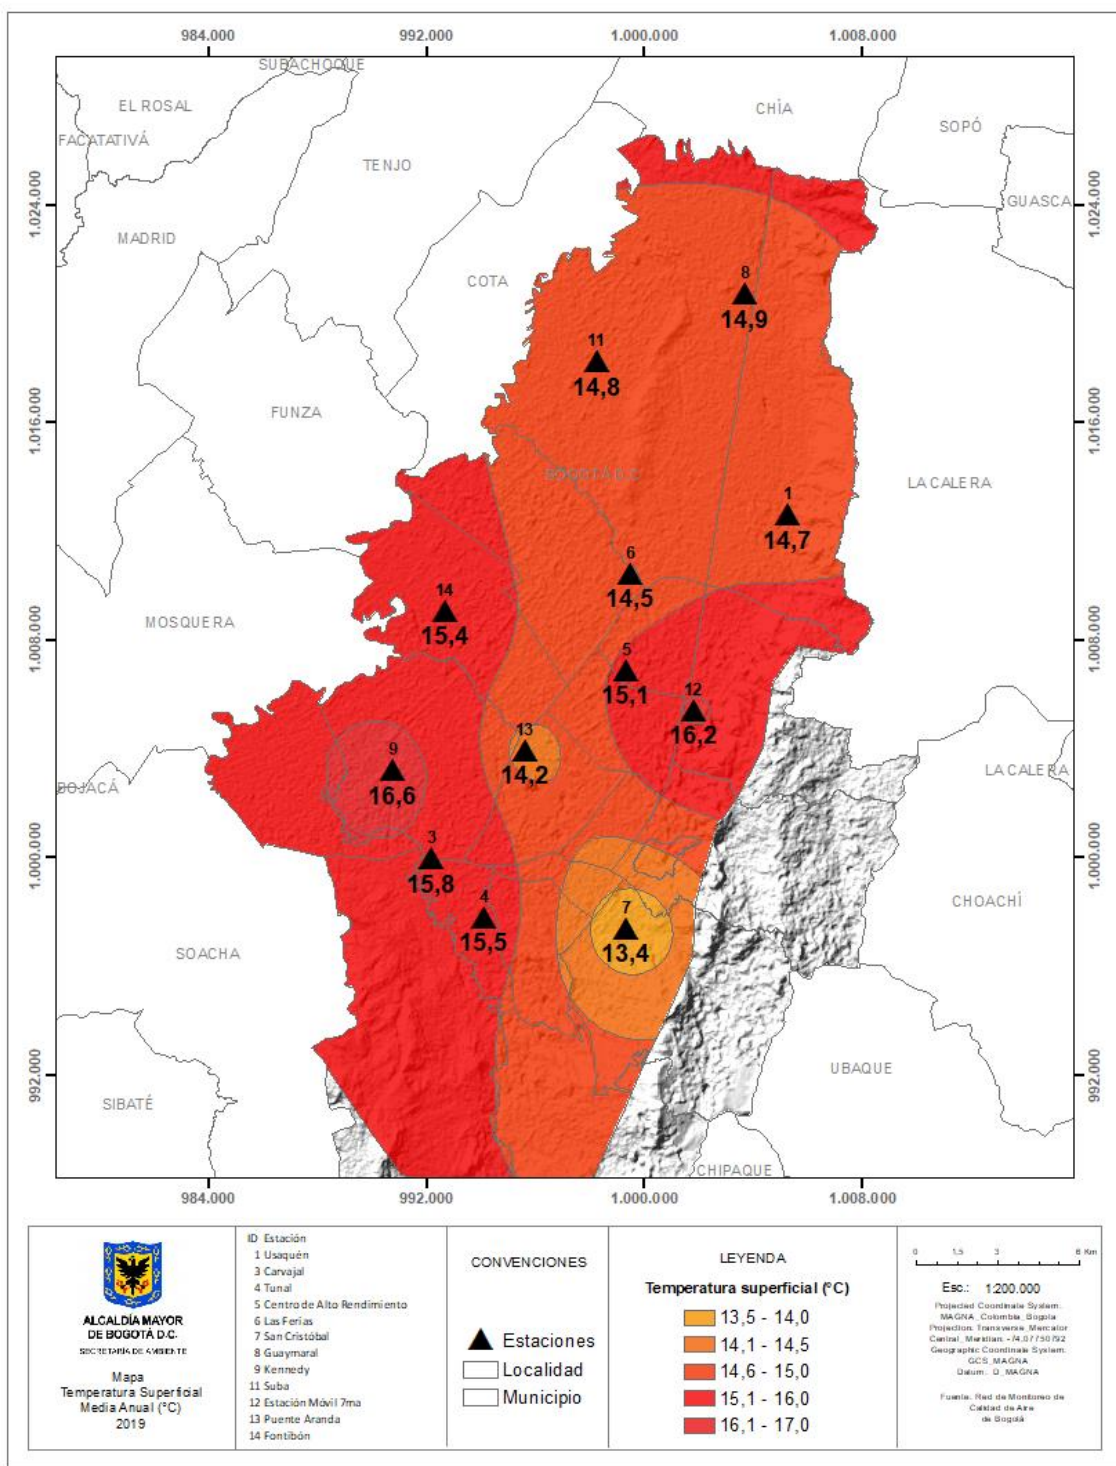 984.000 992.000 1.000.000 1.008.000
SUBACHOQUE
EL ROSAL
CHÍA
SOPÓ
FACATATIVÁ
TENJO
1.024.000
GUASCA
1.024.000
MADRID
COTA
8
14,9
11
14,8
FUNZA
1.016.000
1.016.000
BOGOTÁ D.C.
LA CALERA
1
14,7
6
14,5
14
15,4
MOSQUERA
1.008.000
1.008.000
5
15,1
12
16,2
13
14,2
9
16,6
LA CALERA
BOJACÁ
3
15,8
1.000.000
1.000.000
4
15,5
7
13,4
CHOACHÍ
SOACHA
992.000
992.000
UBAQUE
SIBATÉ
CHIPAQUE
984.000 992.000 1.000.000 1.008.000
ALCALDÍA MAYOR
DE BOGOTÁ D.C.
SECRETARÍA DE AMBIENTE
Mapa
Temperatura Superficial
Media Anual (°C)
2019
ID Estación
1 Usaquén
3 Carvajal
4 Tunal
5 Centro de Alto Rendimiento
6 Las Ferias
7 San Cristóbal
8 Guaymaral
9 Kennedy
11 Suba
12 Estación Móvil 7ma
13 Puente Aranda
14 Fontibón
CONVENCIONES
Estaciones
Localidad
Municipio
LEYENDA
Temperatura superficial (°C)
13,5 - 14,0
14,1 - 14,5
14,6 - 15,0
15,1 - 16,0
16,1 - 17,0
0 1,5 3 6 Km
Esc.: 1:200.000
Projected Coordinate System:
MAGNA_Colombia_Bogota
Projection: Transverse_Mercator
Central_Meridian: -74,07750792
Geographic Coordinate System:
GCS_MAGNA
Datum: D_MAGNA
Fuente: Red de Monitoreo de
Calidad de Aire
de Bogotá